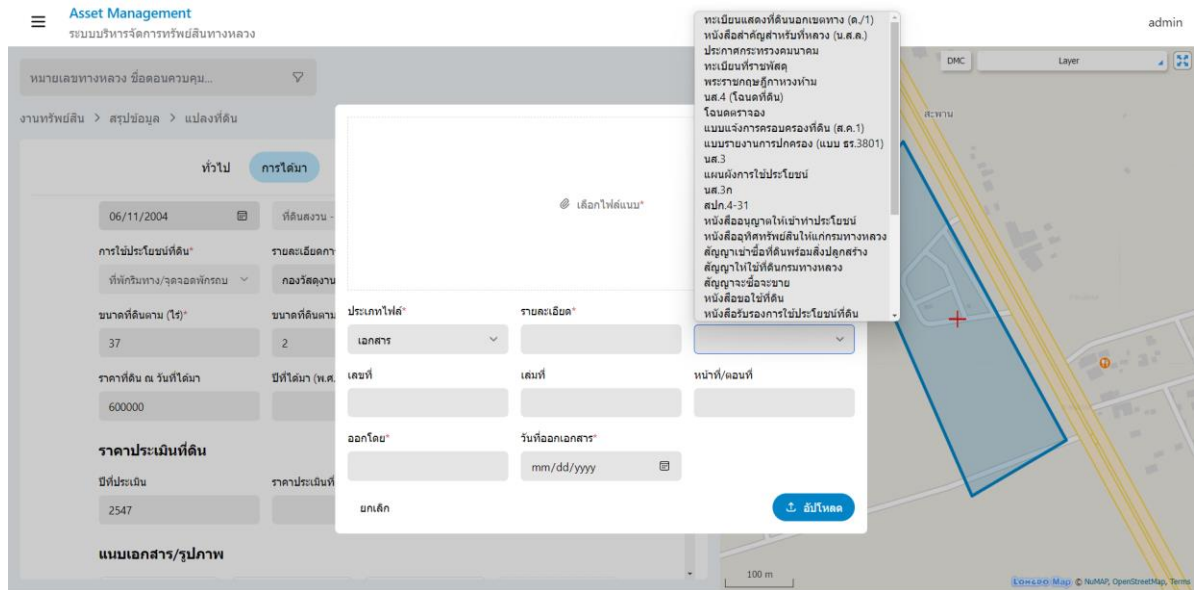 Asset Management
ระบบบริหารจัดการทรัพย์สินทางหลวง
admin
หมายเลขทางหลวง ชื่อตอนควบคุม...
งานทรัพย์สิน > สรุปข้อมูล > แปลงที่ดิน
ทั่วไป
การได้มา
06/11/2004
ที่ดินสงวน -
การใช้ประโยชน์ที่ดิน*
รายละเอียดกา
ที่พักริมทาง/จุดจอดพักรถบ
กองวัสดุงาน
ขนาดที่ดินตาม (ไร่)*
ขนาดที่ดินตาม
37
2
ราคาที่ดิน ณ วันที่ได้มา
ปีที่ได้มา (พ.ศ.
600000
ราคาประเมินที่ดิน
ปีที่ประเมิน
ราคาประเมินที่
2547
แนบเอกสาร/รูปภาพ
เลือกไฟล์แนบ*
ประเภทไฟล์*
รายละเอียด*
เอกสาร
เลขที่
เล่มที่
หน้าที่/ตอนที่
ออกโดย*
วันที่ออกเอกสาร*
mm/dd/yyyy
ยกเลิก
อัปโหลด
ทะเบียนแสดงที่ดินนอกเขตทาง (ด./1)
หนังสือสำคัญสำหรับที่หลวง (น.ส.ล.)
ประกาศกระทรวงคมนาคม
ทะเบียนที่ราชพัสดุ
พระราชกฤษฎีกาหวงห้าม
นส.4 (โฉนดที่ดิน)
โฉนดตราจอง
แบบแจ้งการครอบครองที่ดิน (ส.ค.1)
แบบรายงานการปกครอง (แบบ ธร.3801)
นส.3
แผนผังการใช้ประโยชน์
นส.3ก
สปก.4-31
หนังสืออนุญาตให้เข้าทำประโยชน์
หนังสืออุทิศทรัพย์สินให้แก่กรมทางหลวง
สัญญาเช่าซื้อที่ดินพร้อมสิ่งปลูกสร้าง
สัญญาให้ใช้ที่ดินกรมทางหลวง
สัญญาจะซื้อจะขาย
หนังสือขอใช้ที่ดิน
หนังสือรับรองการใช้ประโยชน์ที่ดิน
DMC
Layer
สะพาน
100 m
Longdo Map © NuMAP, OpenStreetMap, Terms